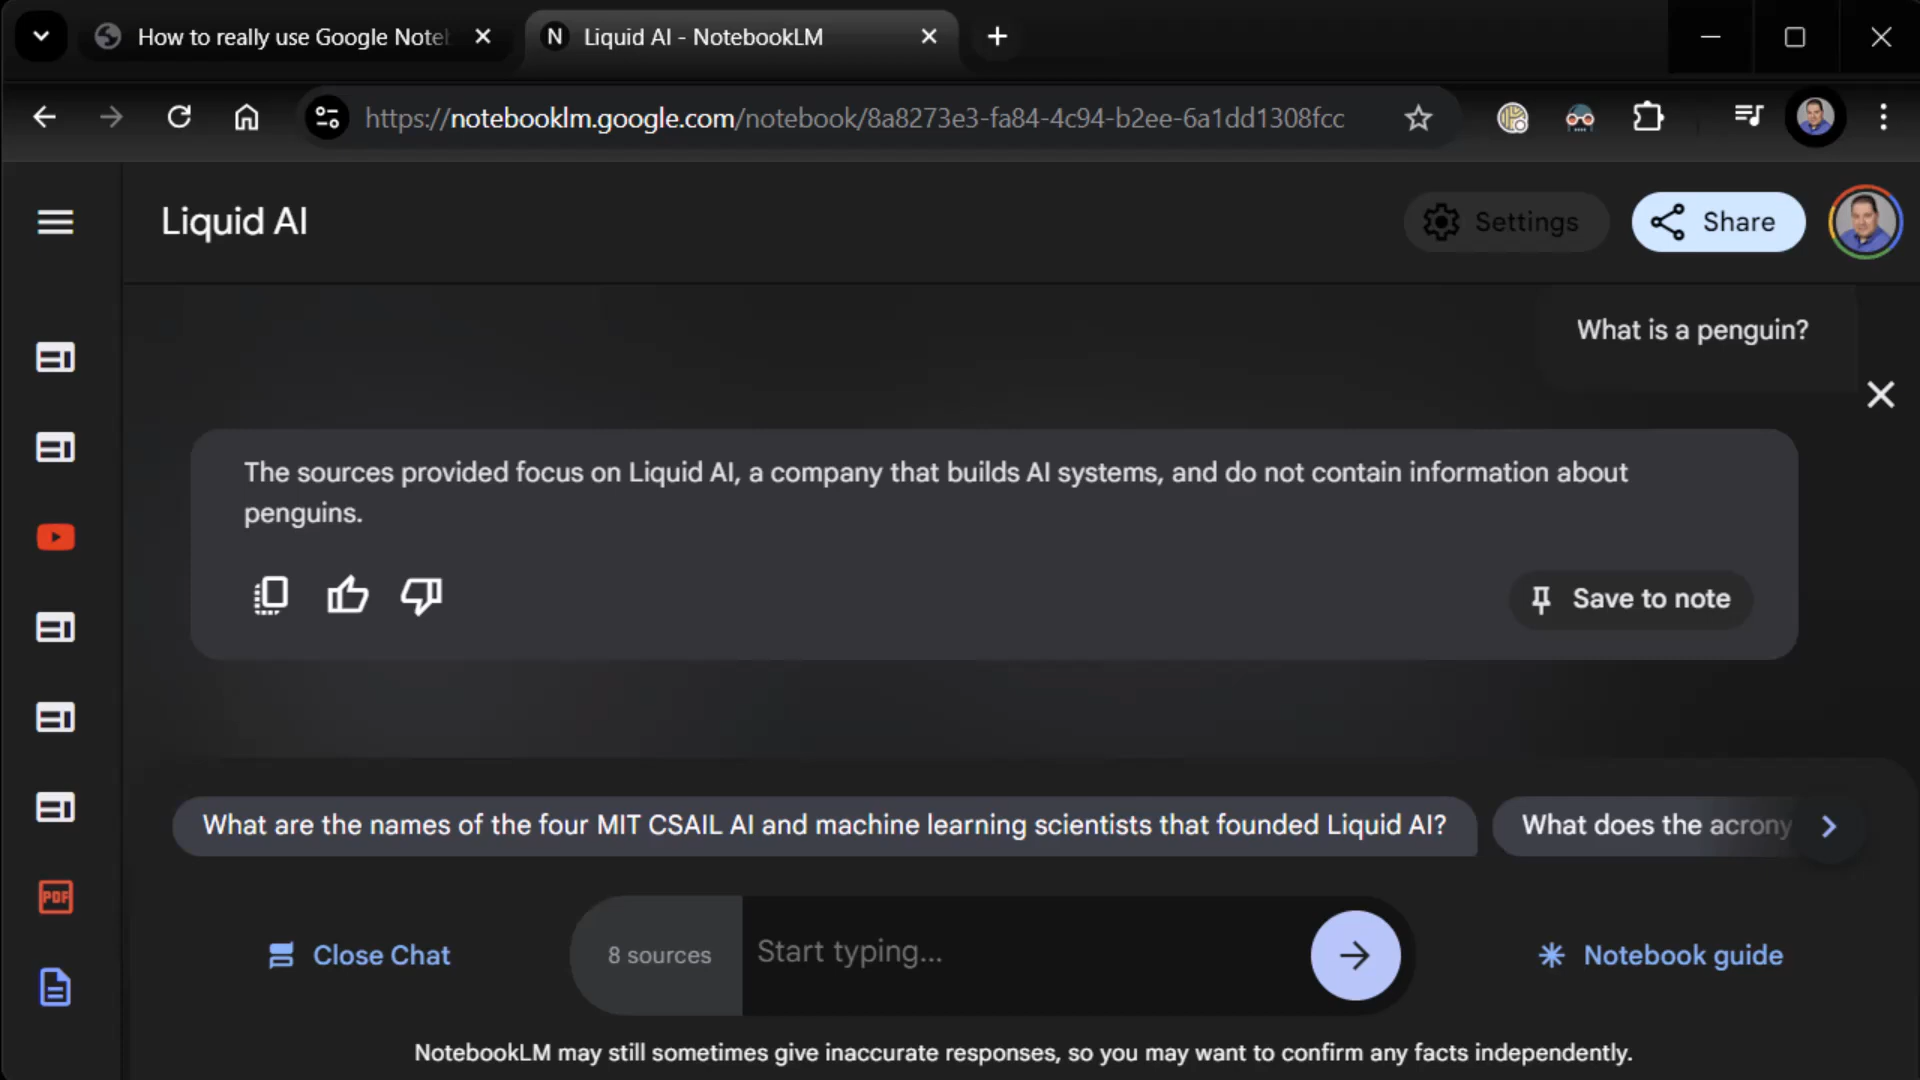 How to really use Google Note
Liquid AI - NotebookLM
https://notebooklm.google.com/notebook/8a8273e3-fa84-4c94-b2ee-6a1dd1308fcc
Liquid AI
Settings
Share
What is a penguin?
The sources provided focus on Liquid AI, a company that builds AI systems, and do not contain information about
penguins.
Save to note
What are the names of the four MIT CSAIL AI and machine learning scientists that founded Liquid AI?
What does the acrony
PDF
Close Chat
8 sources
Start typing...
Notebook guide
NotebookLM may still sometimes give inaccurate responses, so you may want to confirm any facts independently.